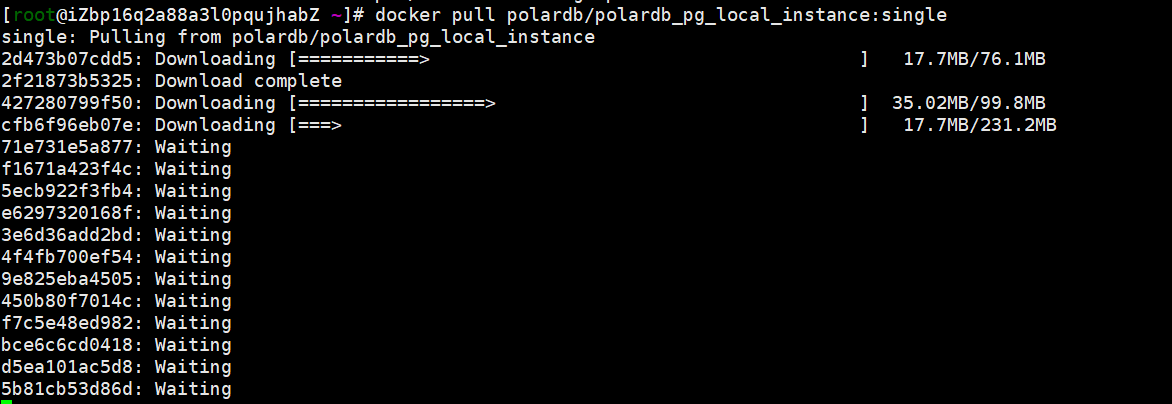 [root@iZbp16q2a88a3l0pqujhabZ ~]# docker pull polardb/polardb_pg_local_instance:single
single: Pulling from polardb/polardb_pg_local_instance
2d473b07cdd5: Downloading [===========>                                       ]   17.7MB/76.1MB
2f21873b5325: Download complete
427280799f50: Downloading [=================>                                 ]  35.02MB/99.8MB
cfb6f96eb07e: Downloading [===>                                               ]   17.7MB/231.2MB
71e731e5a877: Waiting
f1671a423f4c: Waiting
5ecb922f3fb4: Waiting
e6297320168f: Waiting
3e6d36add2bd: Waiting
4f4fb700ef54: Waiting
9e825eba4505: Waiting
450b80f7014c: Waiting
f7c5e48ed982: Waiting
bce6c6cd0418: Waiting
d5ea101ac5d8: Waiting
5b81cb53d86d: Waiting